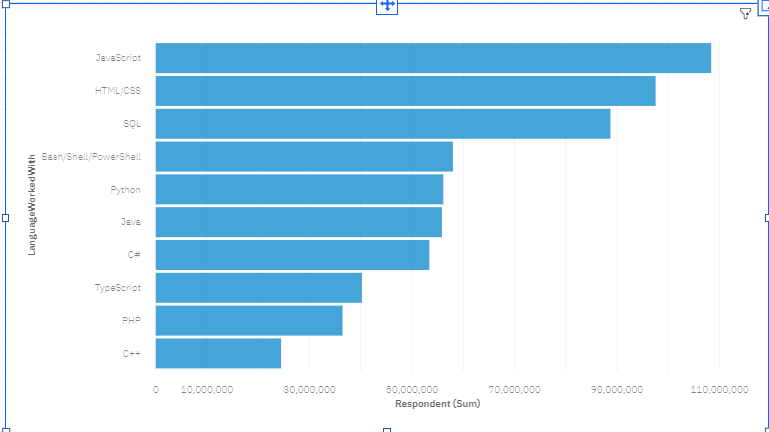 JavaScript
HTML/CSS
SQL
Bash/Shell/PowerShell
Python
Java
C#
TypeScript
PHP
C++
LanguageWorkedWith
0 10,000,000 30,000,000 50,000,000 70,000,000 90,000,000 110,000,000
Respondent (Sum)